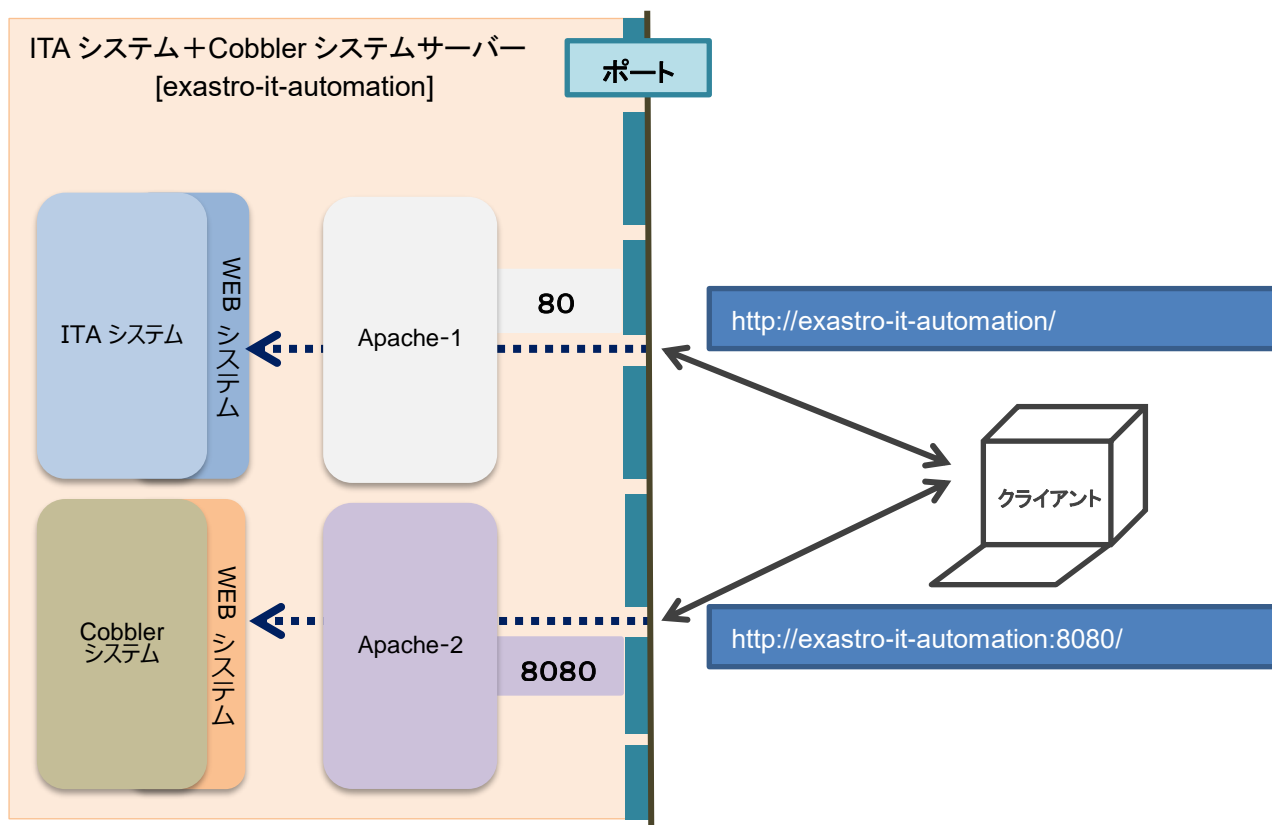 ITA システム+Cobbler システムサーバー
[exastro-it-automation]
ポート
ITA システム
WEB システム
Apache-1
80
http://exastro-it-automation/
クライアント
Cobbler
システム
WEB システム
Apache-2
8080
http://exastro-it-automation:8080/